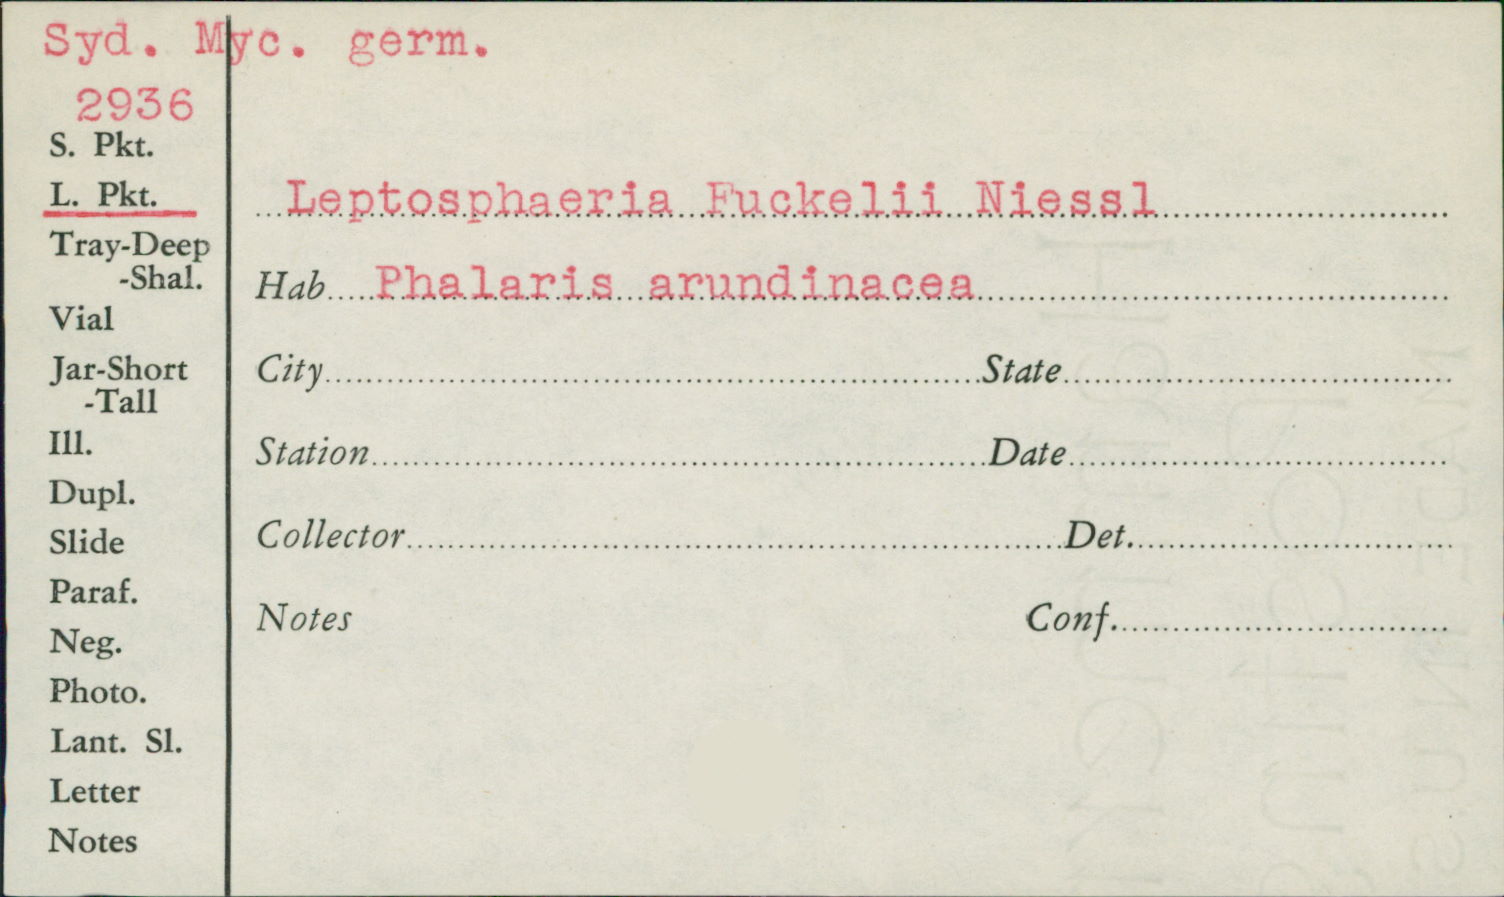 Syd. Myc. germ.
2936
S. Pkt.
L. Pkt.
Tray-Deep
-Shal.
Vial
Jar-Short
-Tall
Ill.
Dupl.
Slide
Paraf.
Neg.
Photo.
Lant. Sl.
Letter
Notes
Leptosphaeria Fuckelii Niessl
Hab Phalaris arundinacea
City State
Station Date
Collector Det.
Notes Conf.